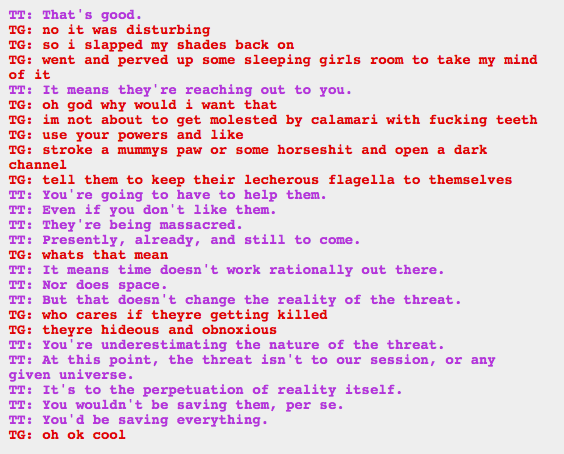 TT: That's good.
TG: no it was disturbing
TG: so i slapped my shades back on
TG: went and perved up some sleeping girls room to take my mind
of it
TT: It means they're reaching out to you.
TG: oh god why would i want that
TG: im not about to get molested by calamari with fucking teeth
TG: use your powers and like
TG: stroke a mummys paw or some horseshit and open a dark
channel
TG: tell them to keep their lecherous flagella to themselves
TT: You're going to have to help them.
TT: Even if you don't like them.
TT: They're being massacred.
TT: Presently, already, and still to come.
TG: whats that mean
TT: It means time doesn't work rationally out there.
TT: Nor does space.
TT: But that doesn't change the reality of the threat.
TG: who cares if theyre getting killed
TG: theyre hideous and obnoxious
TT: You're underestimating the nature of the threat.
TT: At this point, the threat isn't to our session, or any
given universe.
TT: It's to the perpetuation of reality itself.
TT: You wouldn't be saving them, per se.
TT: You'd be saving everything.
TG: oh ok cool